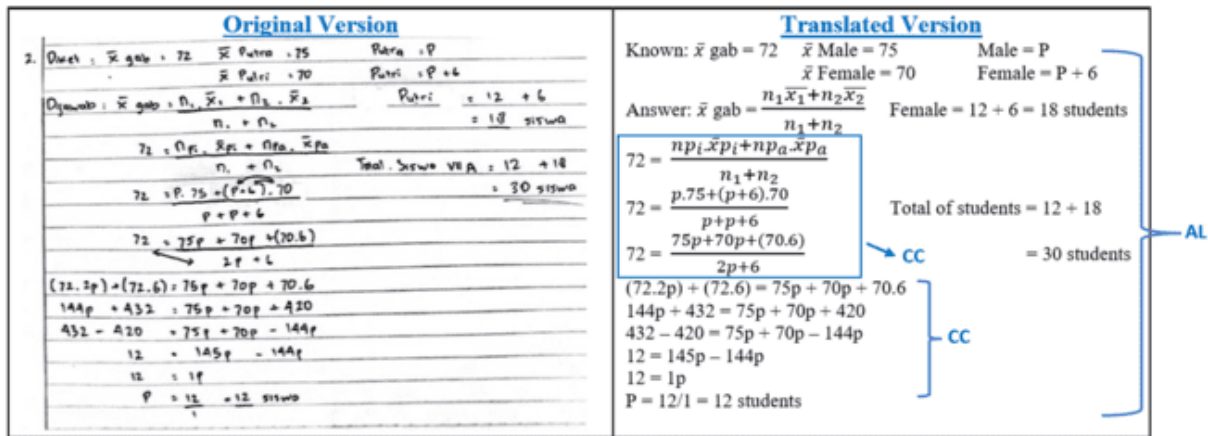 Original Version
2. Diket : x̄ gab = 72 x̄ Putra = 75 Putra = P
x̄ Putri = 70 Putri = P + 6
Dijawab : x̄ gab = n₁ . x̄₁ + n₂ . x̄₂ Putri = 12 + 6
n₁ + n₂ = 18 siswa
72 = npi . x̄pi + npa . x̄pa
n₁ + n₂ Total Siswa VII A = 12 + 18
72 = P. 75 + (P+6). 70 = 30 siswa
P + P + 6
72 = 75p + 70p + (70.6)
2p + 6
(72.2p) + (72.6) = 75p + 70p + 70.6
144p + 432 = 75p + 70p + 420
432 - 420 = 75p + 70p - 144p
12 = 145p - 144p
12 = 1p
P = 12 = 12 siswa
1
Translated Version
Known: x̄ gab = 72 x̄ Male = 75 Male = P
x̄ Female = 70 Female = P + 6
Answer: x̄ gab = n₁x̄₁+n₂x̄₂ Female = 12 + 6 = 18 students
n₁+n₂
72 = npᵢ.x̄pᵢ+npₐ.x̄pₐ
n₁+n₂
72 = p.75+(p+6).70 Total of students = 12 + 18
p+p+6
72 = 75p+70p+(70.6) CC = 30 students
2p+6
(72.2p) + (72.6) = 75p + 70p + 70.6
144p + 432 = 75p + 70p + 420
432 – 420 = 75p + 70p – 144p
12 = 145p – 144p
12 = 1p
P = 12/1 = 12 students
CC
AL